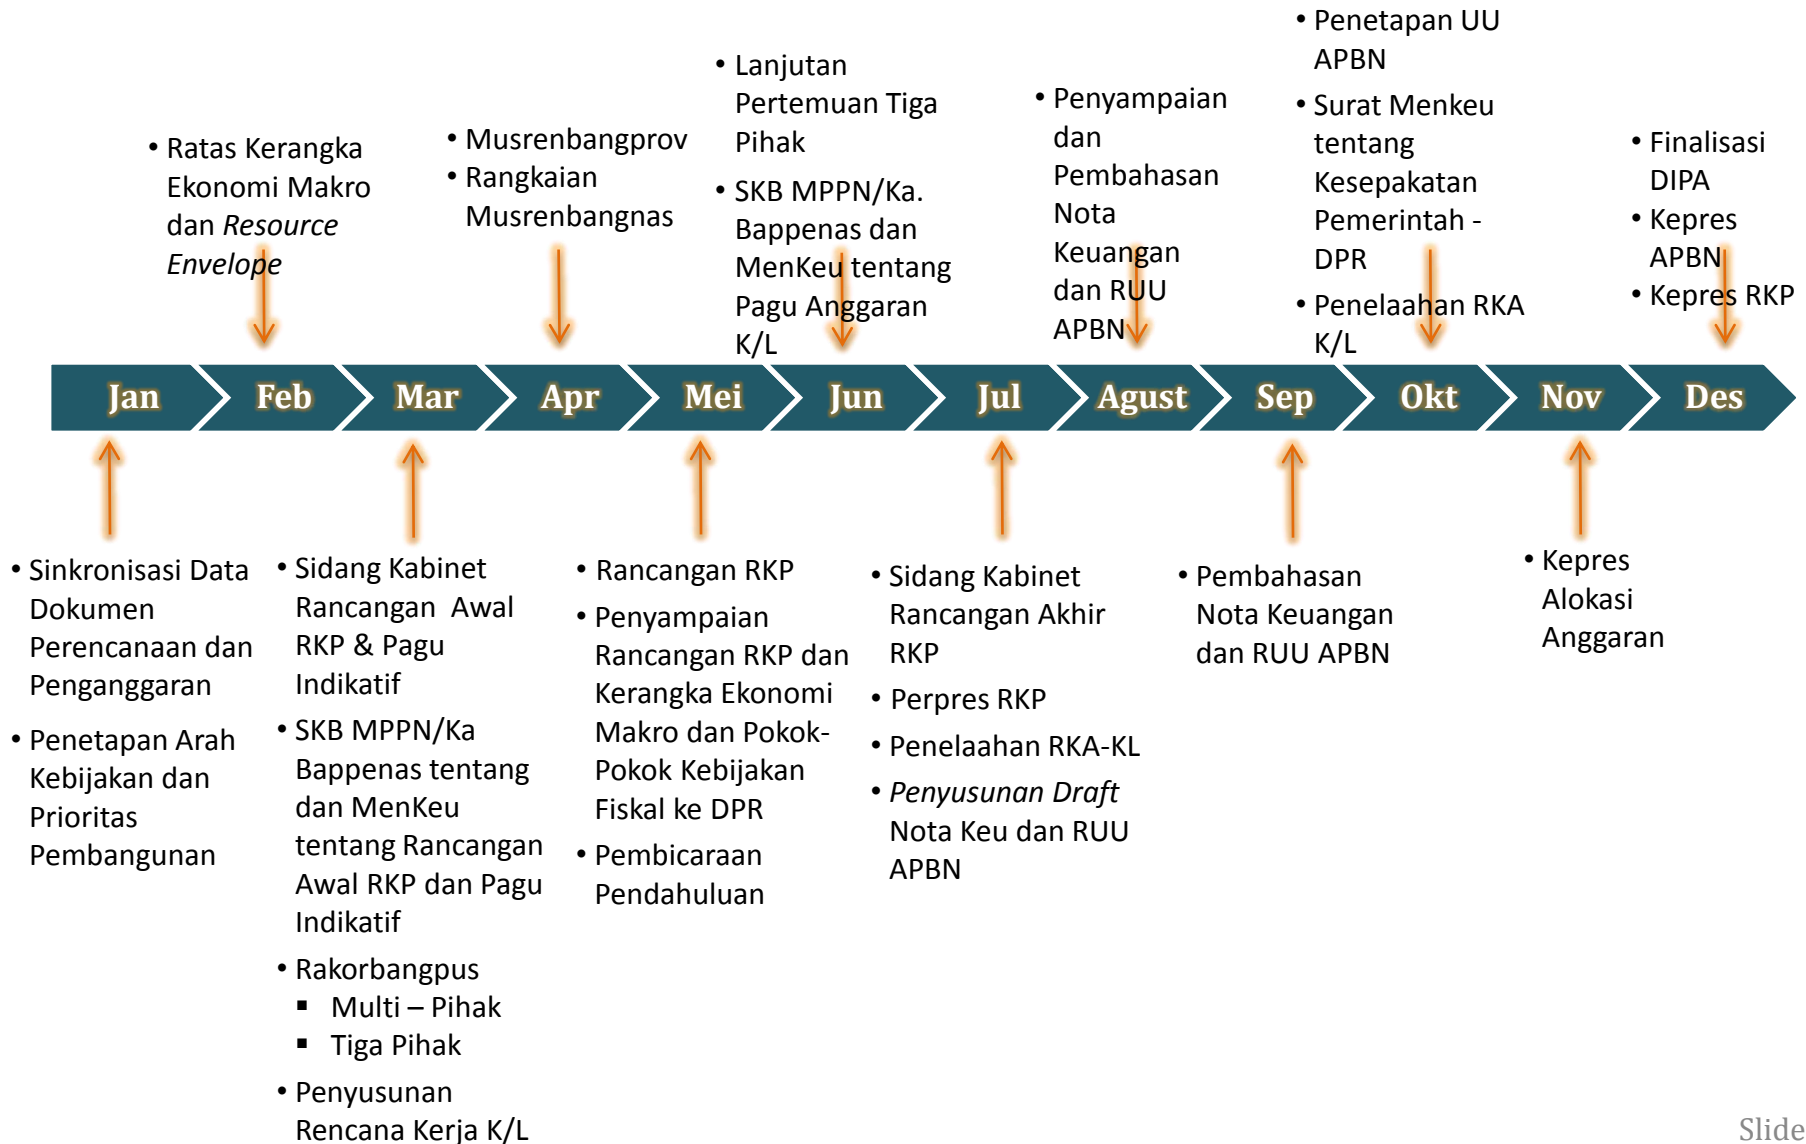 • Ratas Kerangka
Ekonomi Makro
dan Resource
Envelope
• Musrenbangprov
• Rangkaian
Musrenbangnas
• Lanjutan
Pertemuan Tiga
Pihak
• SKB MPPN/Ka.
Bappenas dan
MenKeu tentang
Pagu Anggaran
K/L
• Penyampaian
dan
Pembahasan
Nota
Keuangan
dan RUU
APBN
• Penetapan UU
APBN
• Surat Menkeu
tentang
Kesepakatan
Pemerintah -
DPR
• Penelaahan RKA
K/L
• Finalisasi
DIPA
• Kepres
APBN
• Kepres RKP
Jan Feb Mar Apr Mei Jun Jul Agust Sep Okt Nov Des
• Sinkronisasi Data
Dokumen
Perencanaan dan
Penganggaran
• Penetapan Arah
Kebijakan dan
Prioritas
Pembangunan
• Sidang Kabinet
Rancangan Awal
RKP & Pagu
Indikatif
• SKB MPPN/Ka
Bappenas tentang
dan MenKeu
tentang Rancangan
Awal RKP dan Pagu
Indikatif
• Rakorbangpus
▪ Multi – Pihak
▪ Tiga Pihak
• Penyusunan
Rencana Kerja K/L
• Rancangan RKP
• Penyampaian
Rancangan RKP dan
Kerangka Ekonomi
Makro dan Pokok-
Pokok Kebijakan
Fiskal ke DPR
• Pembicaraan
Pendahuluan
• Sidang Kabinet
Rancangan Akhir
RKP
• Perpres RKP
• Penelaahan RKA-KL
• Penyusunan Draft
Nota Keu dan RUU
APBN
• Pembahasan
Nota Keuangan
dan RUU APBN
• Kepres
Alokasi
Anggaran
Slide